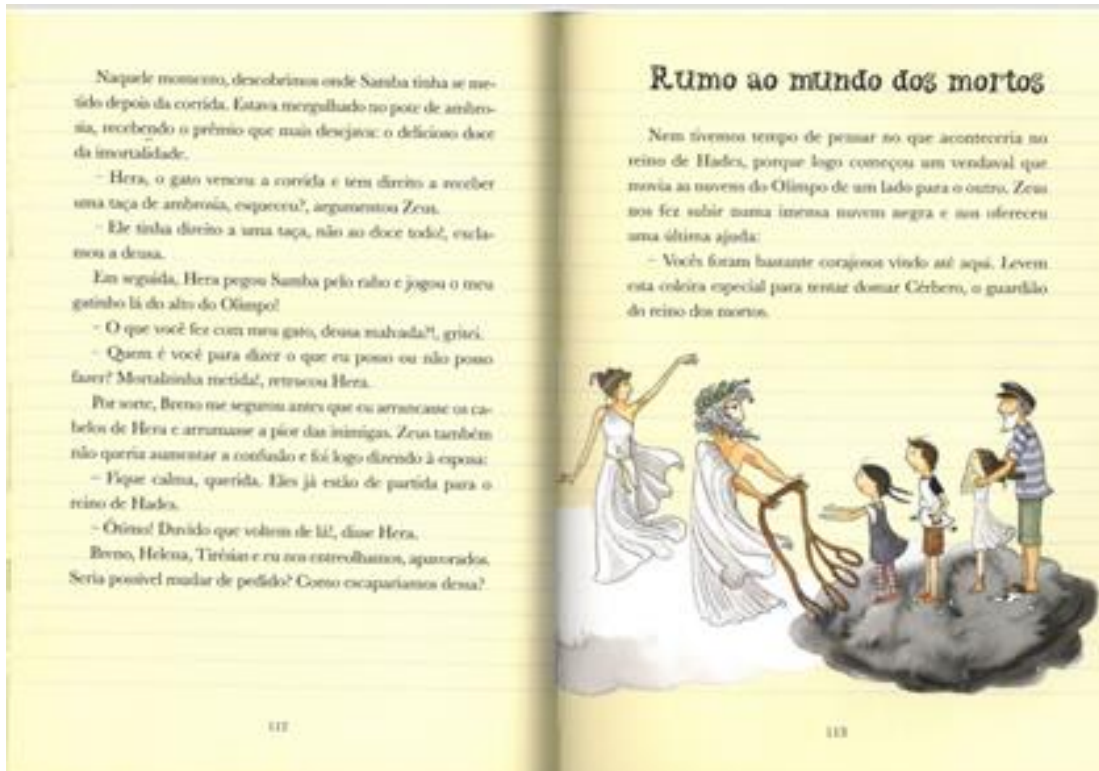 Naquele momento, descobrimos onde Samba tinha se me-
tido depois da corrida. Estava mergulhado no pote de ambro-
sia, recebendo o prêmio que mais desejava: o delicioso doce
da imortalidade.
– Hera, o gato venceu a corrida e tem direito a receber
uma taça de ambrosia, esqueceu?, argumentou Zeus.
– Ele tinha direito a uma taça, não ao doce todo!, excla-
mou a deusa.
Em seguida, Hera pegou Samba pelo rabo e jogou o meu
gatinho lá do alto do Olimpo!
– O que você fez com meu gato, deusa malvada?!, gritei.
– Quem é você para dizer o que eu posso ou não posso
fazer? Mortalzinha metida!, retrucou Hera.
Por sorte, Breno me segurou antes que eu arrancasse os ca-
belos de Hera e arrumasse a pior das inimigas. Zeus também
não queria aumentar a confusão e foi logo dizendo à esposa:
– Fique calma, querida. Eles já estão de partida para o
reino de Hades.
– Ótimo! Duvido que voltem de lá!, disse Hera.
Breno, Helena, Tirésias e eu nos entreolhamos, apavorados.
Seria possível mudar de pedido? Como escaparíamos dessa?
112
Rumo ao mundo dos mortos
Nem tivemos tempo de pensar no que aconteceria no
reino de Hades, porque logo começou um vendaval que
movia as nuvens do Olimpo de um lado para o outro. Zeus
nos fez subir numa imensa nuvem negra e nos ofereceu
uma última ajuda:
– Vocês foram bastante corajosos vindo até aqui. Levem
esta coleira especial para tentar domar Cérbero, o guardião
do reino dos mortos.
113